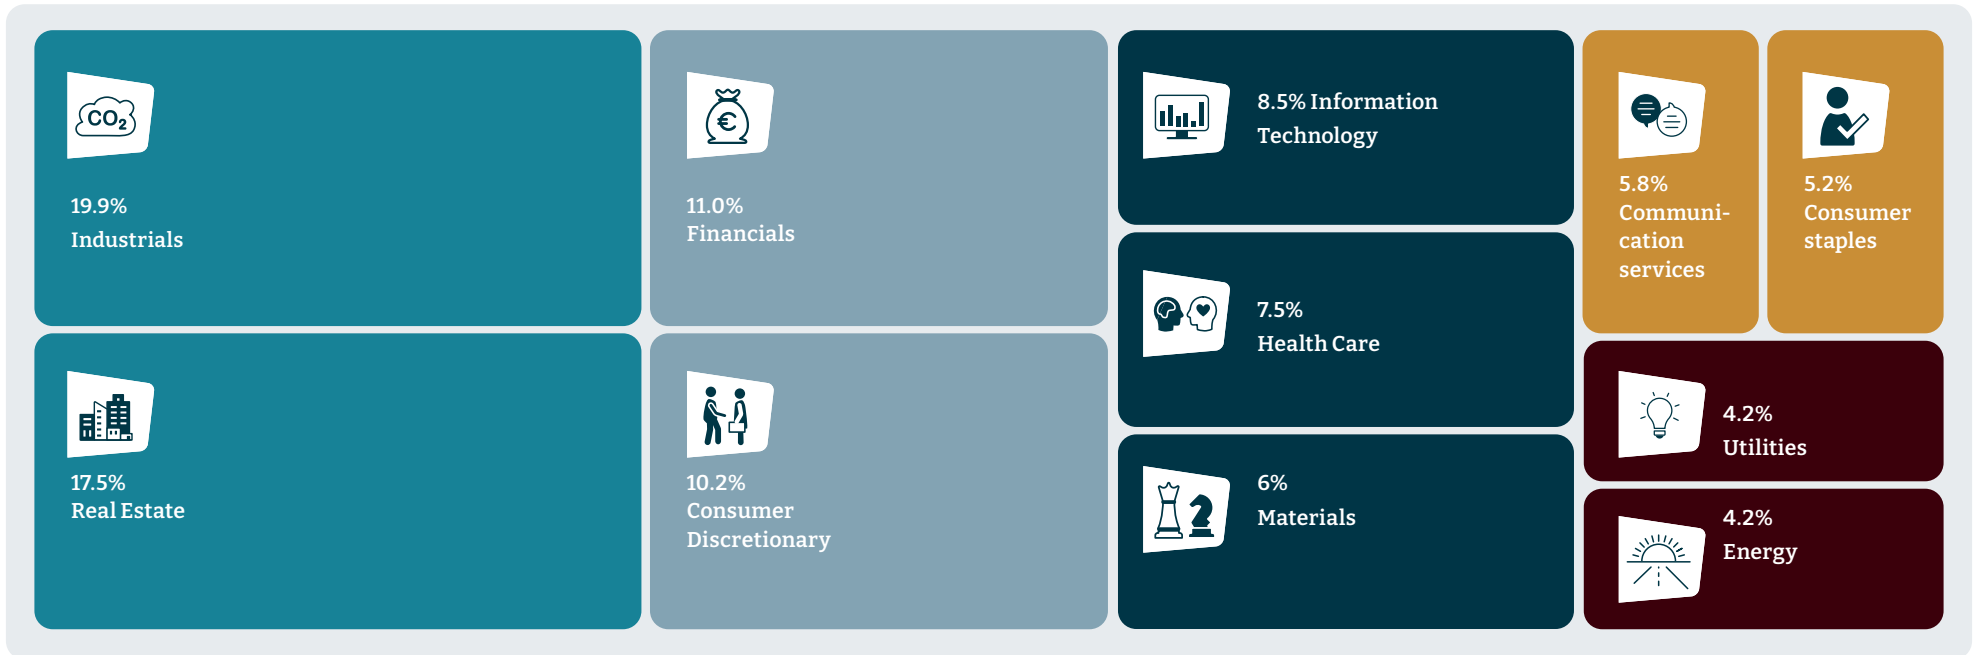 CO₂
19.9%
Industrials
17.5%
Real Estate
€
11.0%
Financials
10.2%
Consumer
Discretionary
8.5% Information
Technology
7.5%
Health Care
6%
Materials
5.8%
Communi-
cation
services
5.2%
Consumer
staples
4.2%
Utilities
4.2%
Energy